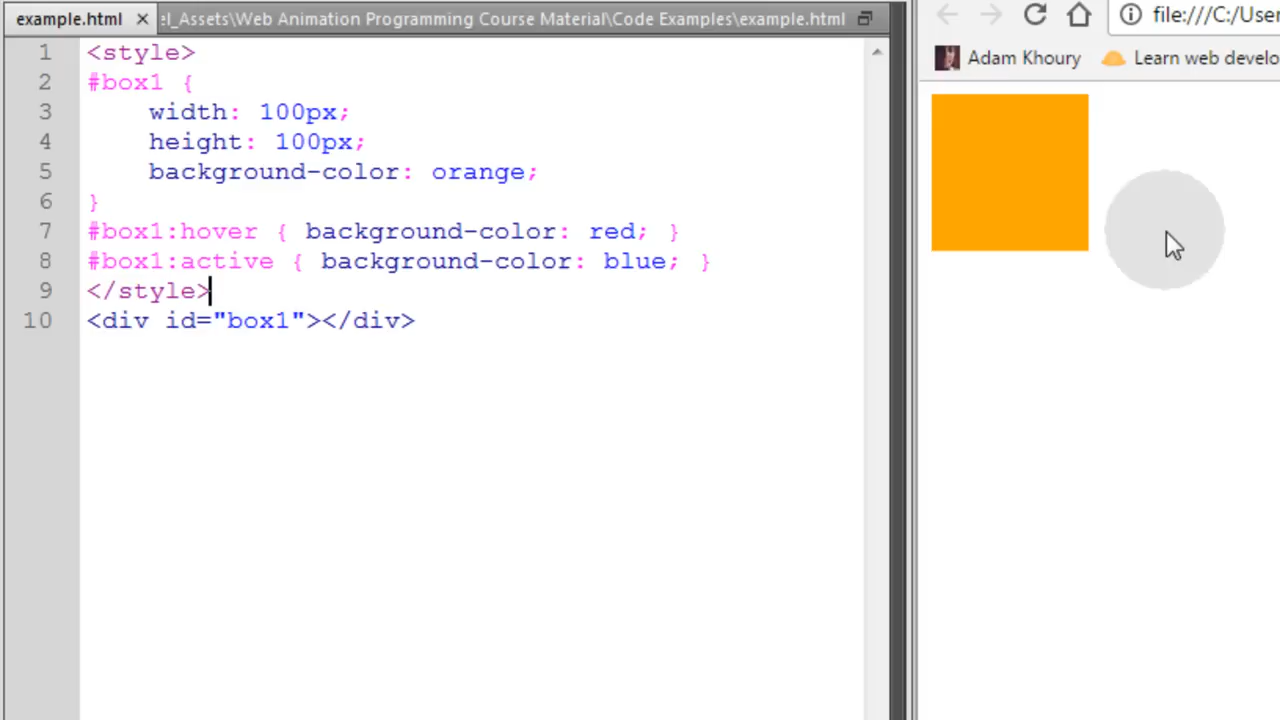 example.html
el_Assets\Web Animation Programming Course Material\Code Examples\example.html
1 <style>
2 #box1 {
3     width: 100px;
4     height: 100px;
5     background-color: orange;
6 }
7 #box1:hover { background-color: red; }
8 #box1:active { background-color: blue; }
9 </style>
10 <div id="box1"></div>
file:///C:/User
Adam Khoury
Learn web develo